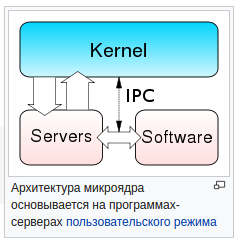 Kernel
IPC
Servers
Software
Архитектура микроядра
основывается на программах-
серверах пользовательского режима